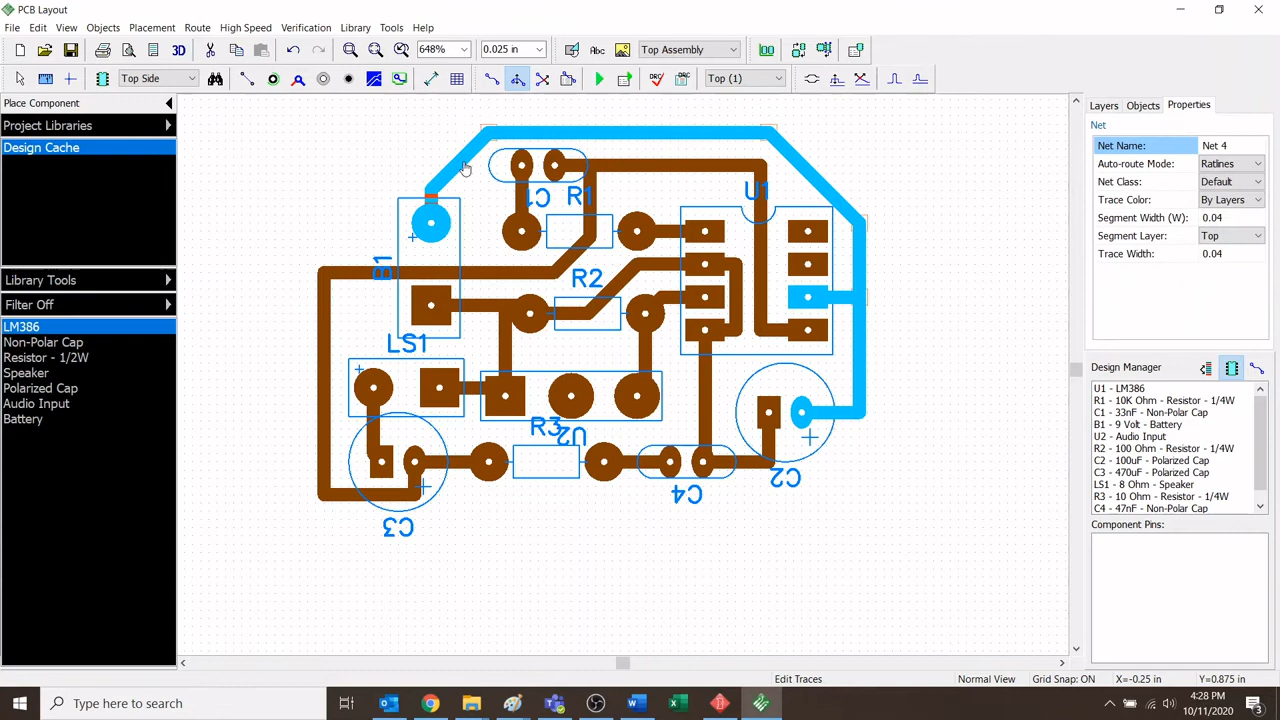 PCB Layout
File Edit View Objects Placement Route High Speed Verification Library Tools Help
3D 648% 0.025 in Abc Top Assembly
Top Side DRC Top (1)
Place Component
Project Libraries
Design Cache
Library Tools
Filter Off
LM386
Non-Polar Cap
Resistor - 1/2W
Speaker
Polarized Cap
Audio Input
Battery
C1
R1
U1
+
B1
R2
LS1
+
R3
U2
+
C2
+
C4
C3
Layers Objects Properties
Net
Net Name: Net 4
Auto-route Mode: Ratlines
Net Class: Default
Trace Color: By Layers
Segment Width (W): 0.04
Segment Layer: Top
Trace Width: 0.04
Design Manager
U1 - LM386
R1 - 10K Ohm - Resistor - 1/4W
C1 - 33nF - Non-Polar Cap
B1 - 9 Volt - Battery
U2 - Audio Input
R2 - 100 Ohm - Resistor - 1/4W
C2 - 100uF - Polarized Cap
C3 - 470uF - Polarized Cap
LS1 - 8 Ohm - Speaker
R3 - 10 Ohm - Resistor - 1/4W
C4 - 47nF - Non-Polar Cap
Component Pins:
Edit Traces Normal View Grid Snap: ON X=-0.25 in Y=0.875 in
Type here to search
4:28 PM
10/11/2020
3